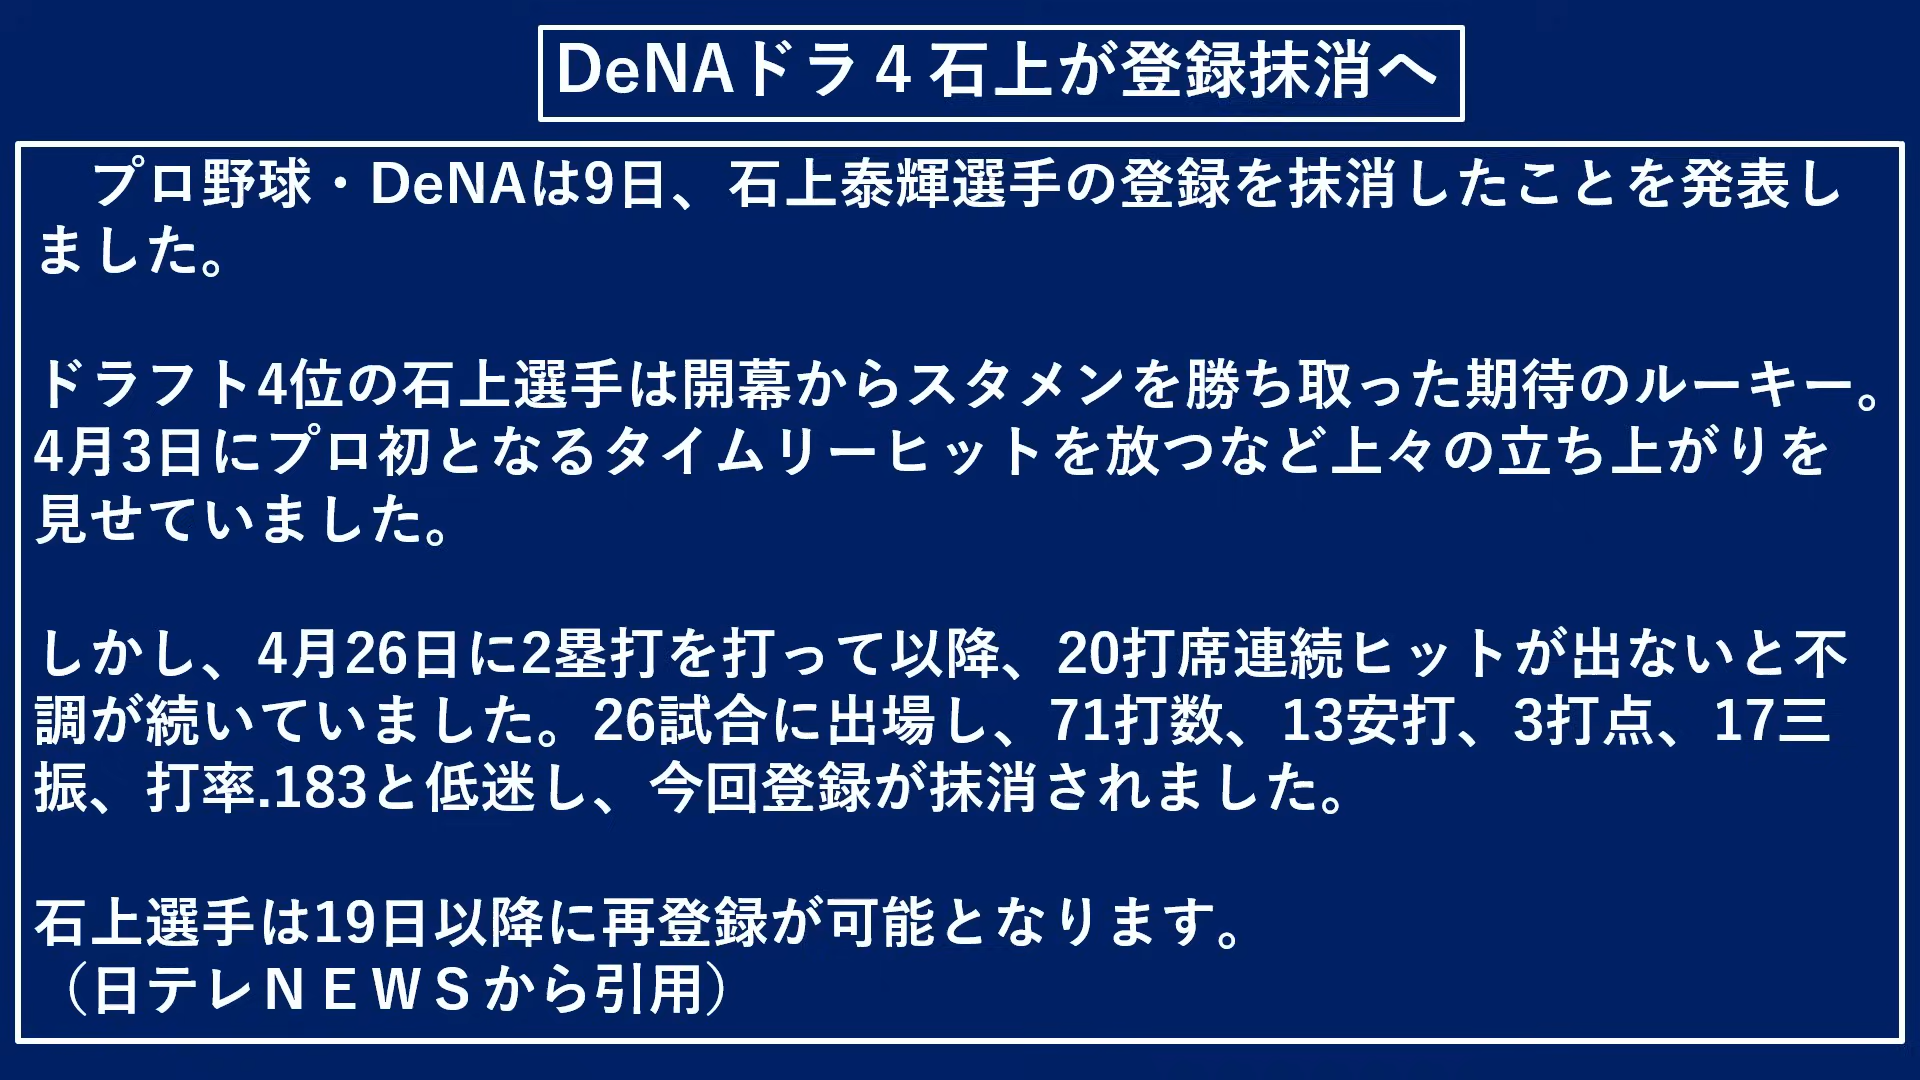 DeNAドラ４石上が登録抹消へ
プロ野球・DeNAは9日、石上泰輝選手の登録を抹消したことを発表し
ました。
ドラフト4位の石上選手は開幕からスタメンを勝ち取った期待のルーキー。
4月3日にプロ初となるタイムリーヒットを放つなど上々の立ち上がりを
見せていました。
しかし、4月26日に2塁打を打って以降、20打席連続ヒットが出ないと不
調が続いていました。26試合に出場し、71打数、13安打、3打点、17三
振、打率.183と低迷し、今回登録が抹消されました。
石上選手は19日以降に再登録が可能となります。
（日テレＮＥＷＳから引用）